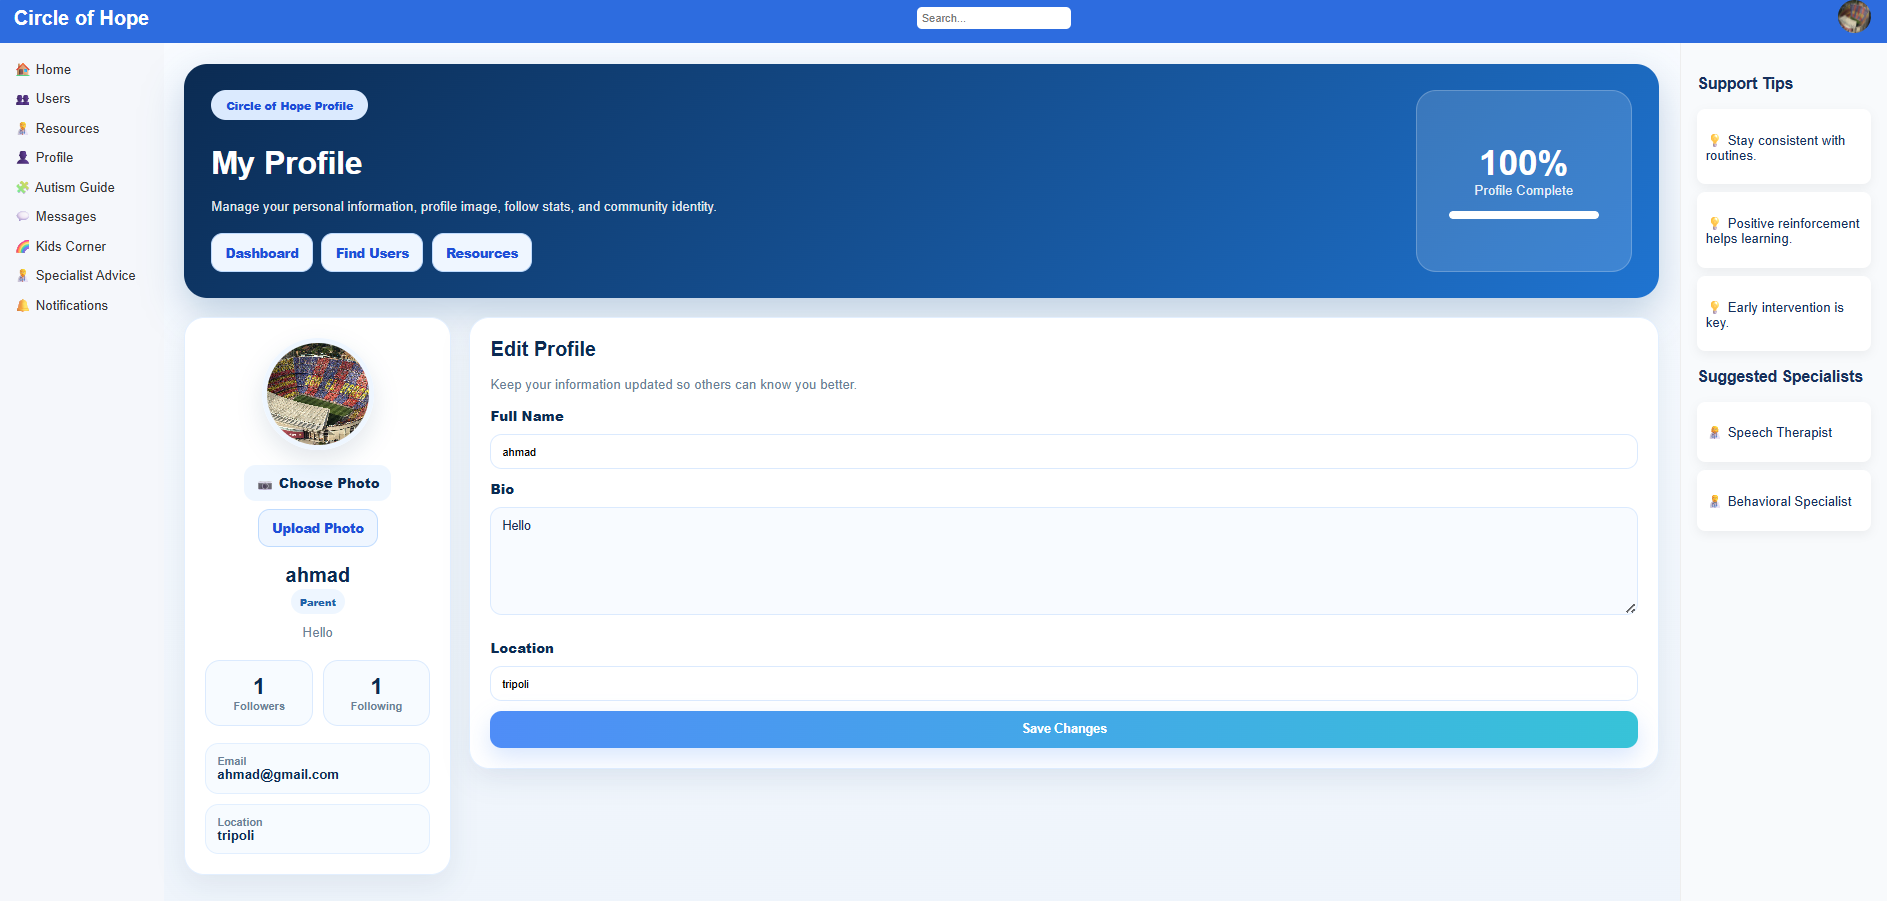 Circle of Hope
Search...
Home
Users
Resources
Profile
Autism Guide
Messages
Kids Corner
Specialist Advice
Notifications
Circle of Hope Profile
My Profile
Manage your personal information, profile image, follow stats, and community identity.
Dashboard
Find Users
Resources
100%
Profile Complete
Choose Photo
Upload Photo
ahmad
Parent
Hello
1
Followers
1
Following
Email
ahmad@gmail.com
Location
tripoli
Edit Profile
Keep your information updated so others can know you better.
Full Name
ahmad
Bio
Hello
Location
tripoli
Save Changes
Support Tips
💡 Stay consistent with
routines.
💡 Positive reinforcement
helps learning.
💡 Early intervention is
key.
Suggested Specialists
Speech Therapist
Behavioral Specialist